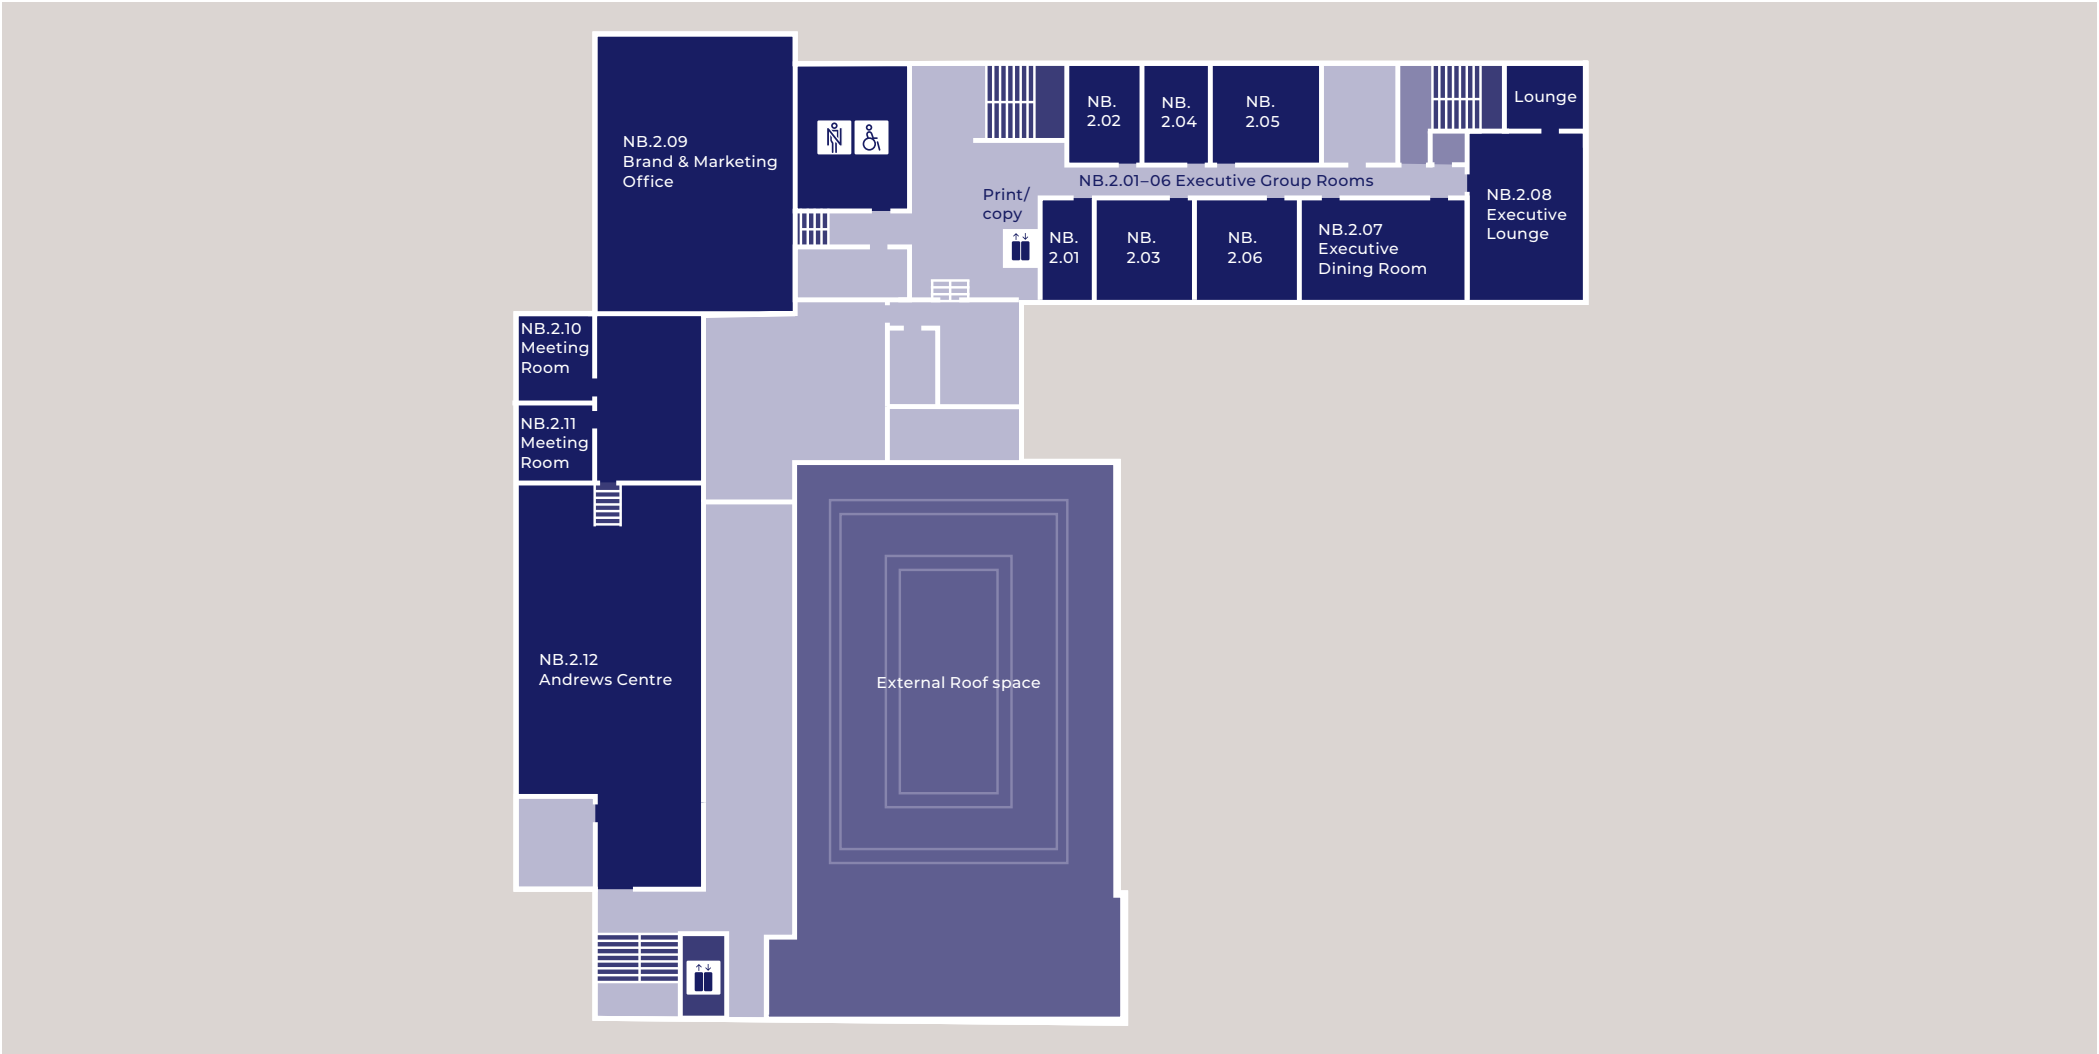 NB.2.09
Brand & Marketing
Office
NB.
2.02
NB.
2.04
NB.
2.05
Lounge
NB.2.01–06 Executive Group Rooms
Print/
copy
NB.
2.01
NB.
2.03
NB.
2.06
NB.2.07
Executive
Dining Room
NB.2.08
Executive
Lounge
NB.2.10
Meeting
Room
NB.2.11
Meeting
Room
NB.2.12
Andrews Centre
External Roof space